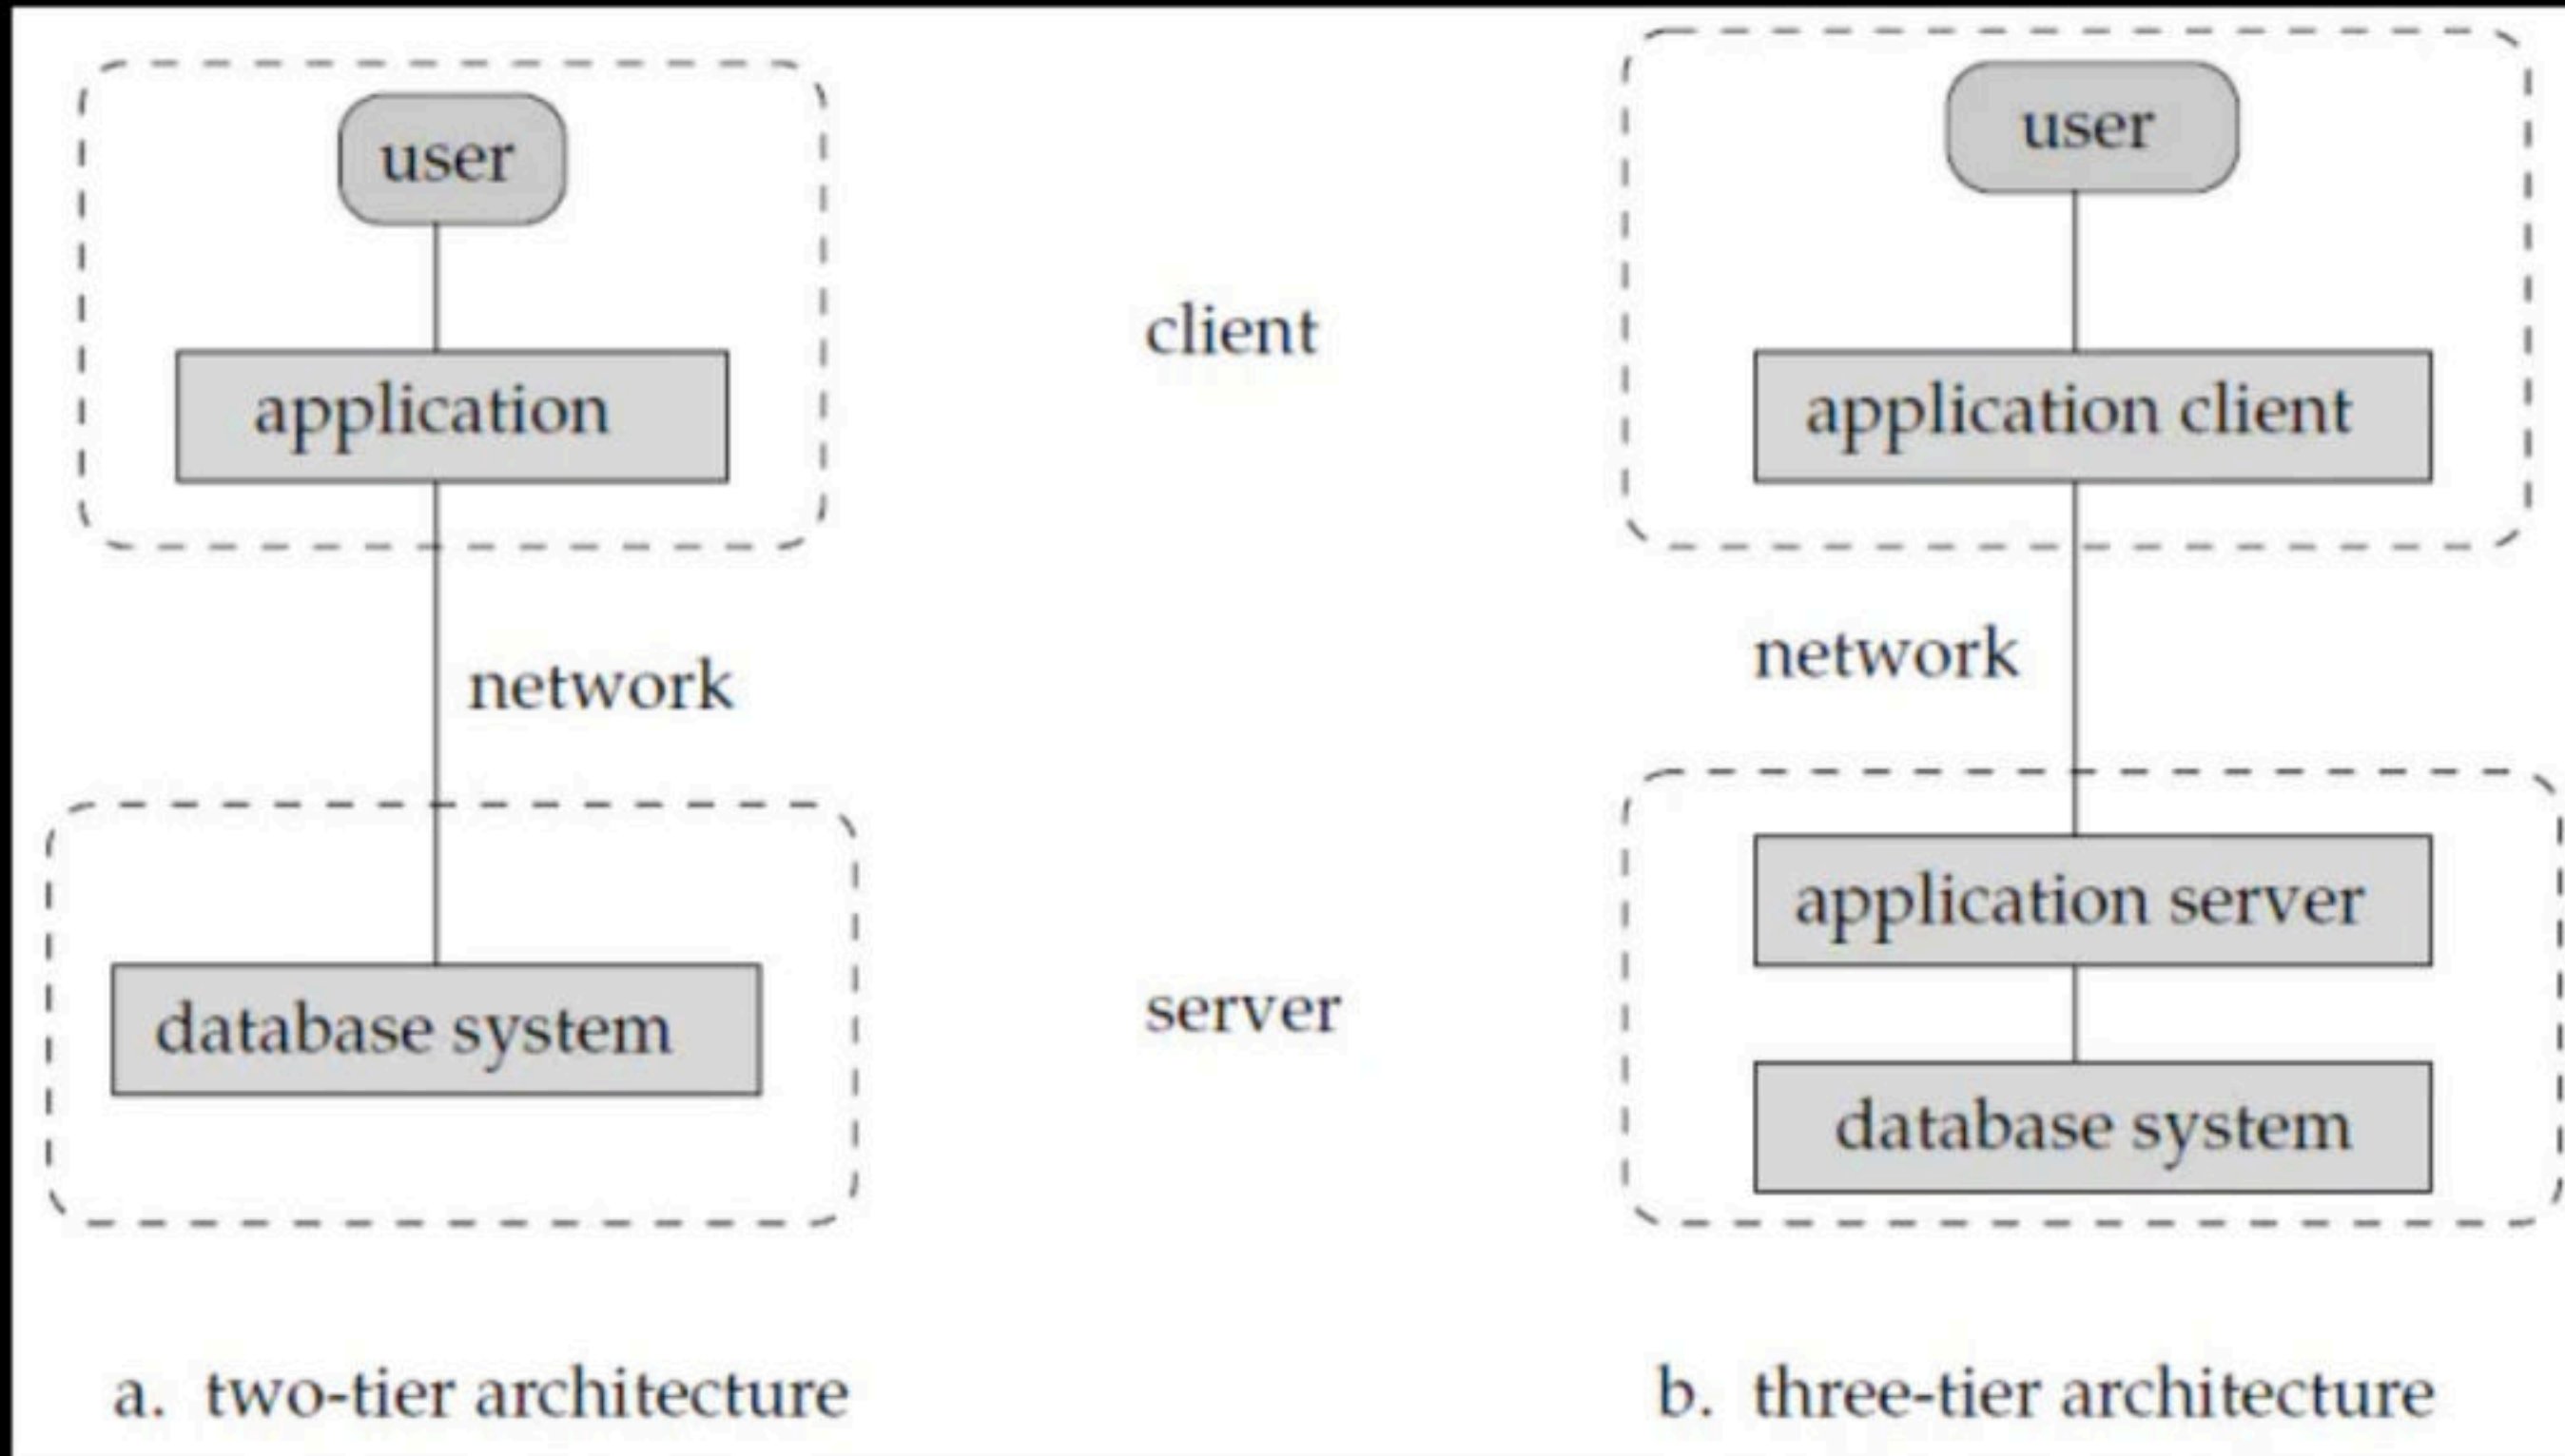 user
application
network
database system
client
server
user
application client
network
application server
database system
a. two-tier architecture
b. three-tier architecture